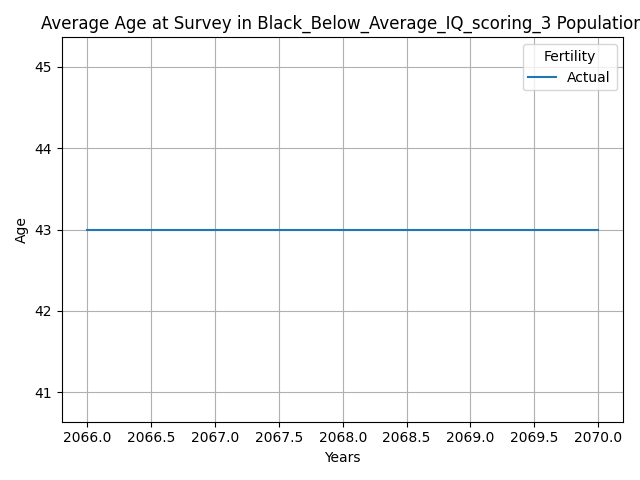 Average Age at Survey in Black_Below_Average_IQ_scoring_3 Population
Fertility
Actual
45
44
43
42
41
Age
2066.0 2066.5 2067.0 2067.5 2068.0 2068.5 2069.0 2069.5 2070.0
Years